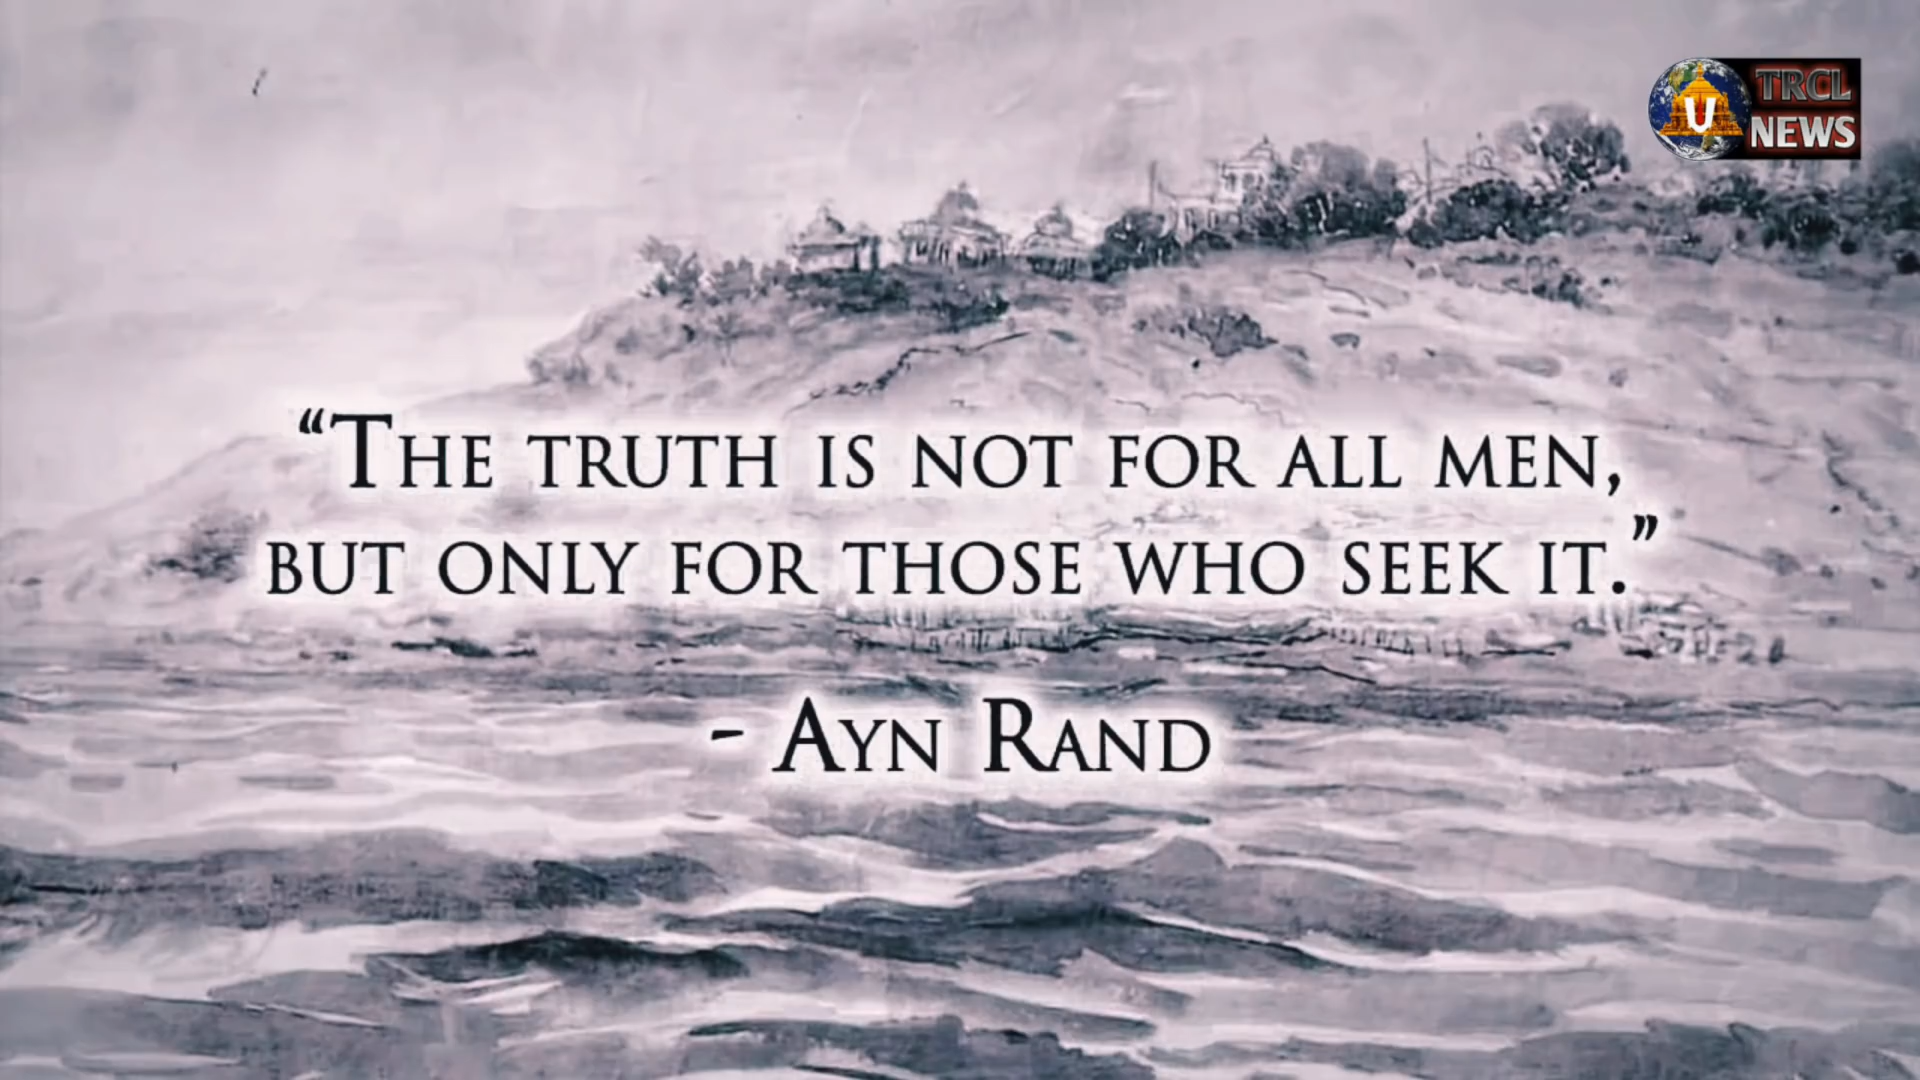 U
TRCL
NEWS
“The truth is not for all men,
but only for those who seek it.”
- Ayn Rand